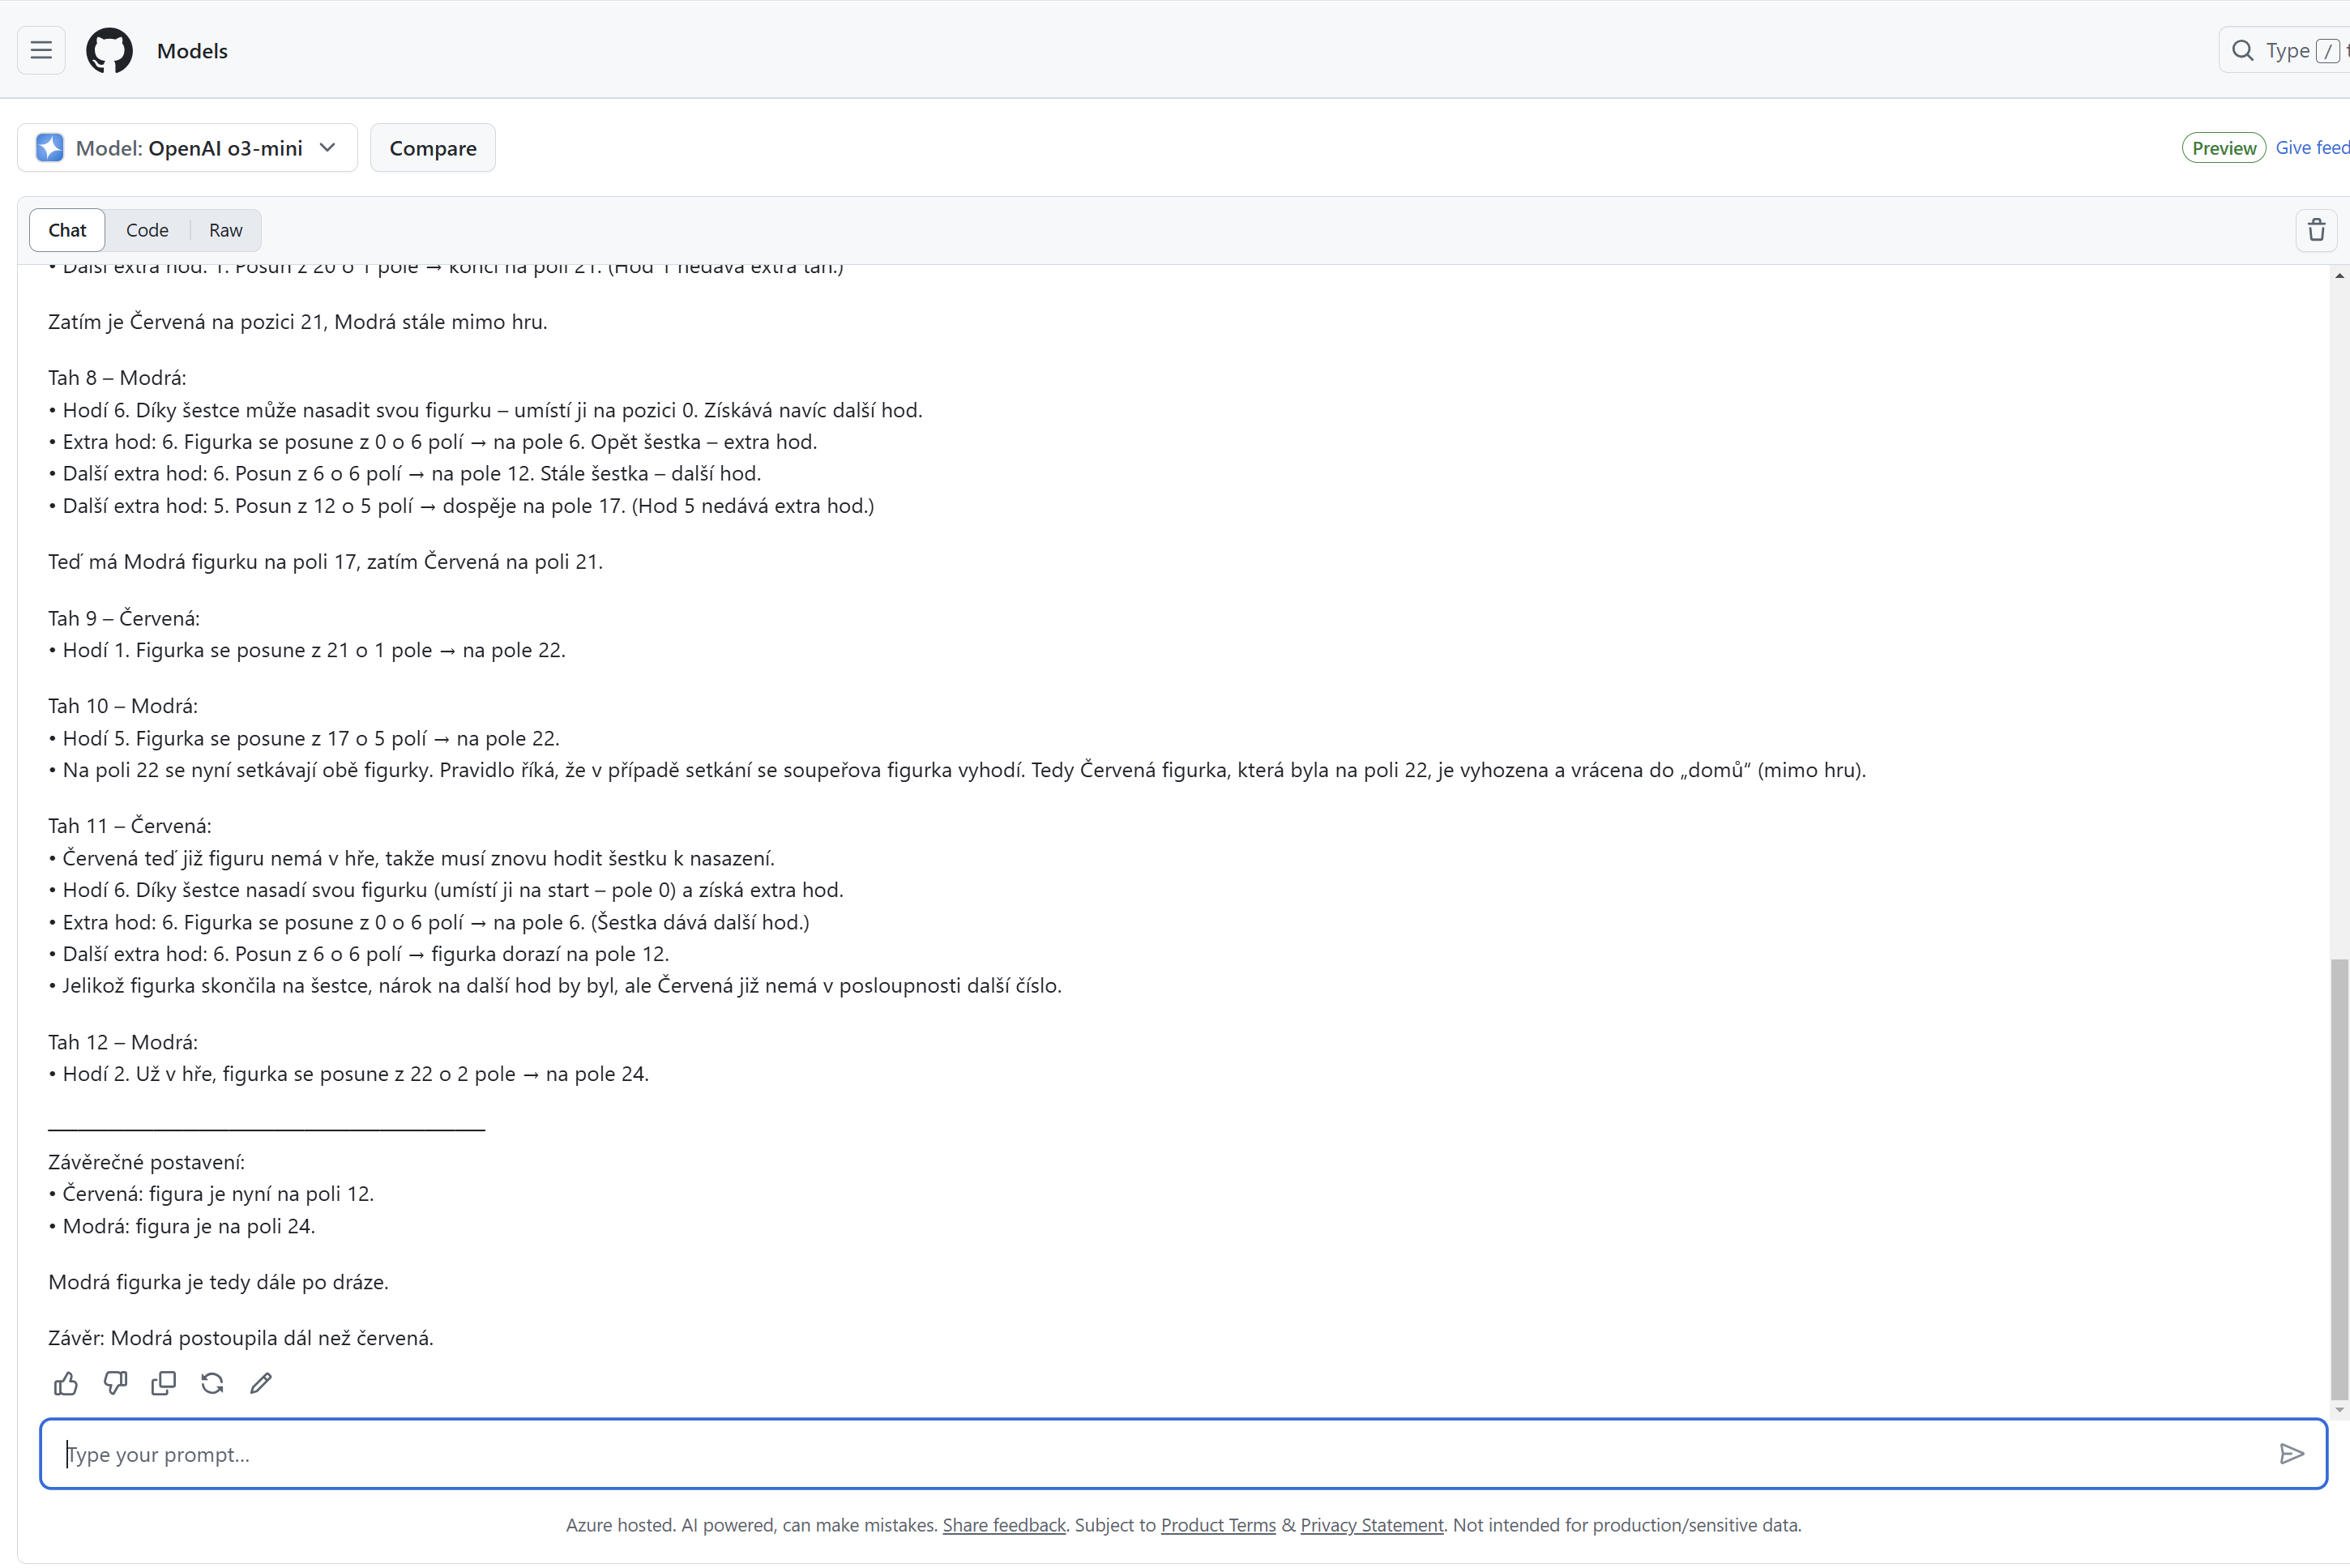 Models
Type / t
Model: OpenAI o3-mini
Compare
Preview
Give feed
Chat
Code
Raw
• Další extra hod: 1. Posun z 20 o 1 pole → končí na poli 21. (Hod 1 nedává extra tah.)
Zatím je Červená na pozici 21, Modrá stále mimo hru.
Tah 8 – Modrá:
• Hodí 6. Díky šestce může nasadit svou figurku – umístí ji na pozici 0. Získává navíc další hod.
• Extra hod: 6. Figurka se posune z 0 o 6 polí → na pole 6. Opět šestka – extra hod.
• Další extra hod: 6. Posun z 6 o 6 polí → na pole 12. Stále šestka – další hod.
• Další extra hod: 5. Posun z 12 o 5 polí → dospěje na pole 17. (Hod 5 nedává extra hod.)
Teď má Modrá figurku na poli 17, zatím Červená na poli 21.
Tah 9 – Červená:
• Hodí 1. Figurka se posune z 21 o 1 pole → na pole 22.
Tah 10 – Modrá:
• Hodí 5. Figurka se posune z 17 o 5 polí → na pole 22.
• Na poli 22 se nyní setkávají obě figurky. Pravidlo říká, že v případě setkání se soupeřova figurka vyhodí. Tedy Červená figurka, která byla na poli 22, je vyhozena a vrácena do „domů“ (mimo hru).
Tah 11 – Červená:
• Červená teď již figuru nemá v hře, takže musí znovu hodit šestku k nasazení.
• Hodí 6. Díky šestce nasadí svou figurku (umístí ji na start – pole 0) a získá extra hod.
• Extra hod: 6. Figurka se posune z 0 o 6 polí → na pole 6. (Šestka dává další hod.)
• Další extra hod: 6. Posun z 6 o 6 polí → figurka dorazí na pole 12.
• Jelikož figurka skončila na šestce, nárok na další hod by byl, ale Červená již nemá v posloupnosti další číslo.
Tah 12 – Modrá:
• Hodí 2. Už v hře, figurka se posune z 22 o 2 pole → na pole 24.
Závěrečné postavení:
• Červená: figura je nyní na poli 12.
• Modrá: figura je na poli 24.
Modrá figurka je tedy dále po dráze.
Závěr: Modrá postoupila dál než červená.
Type your prompt...
Azure hosted. AI powered, can make mistakes. Share feedback. Subject to Product Terms & Privacy Statement. Not intended for production/sensitive data.